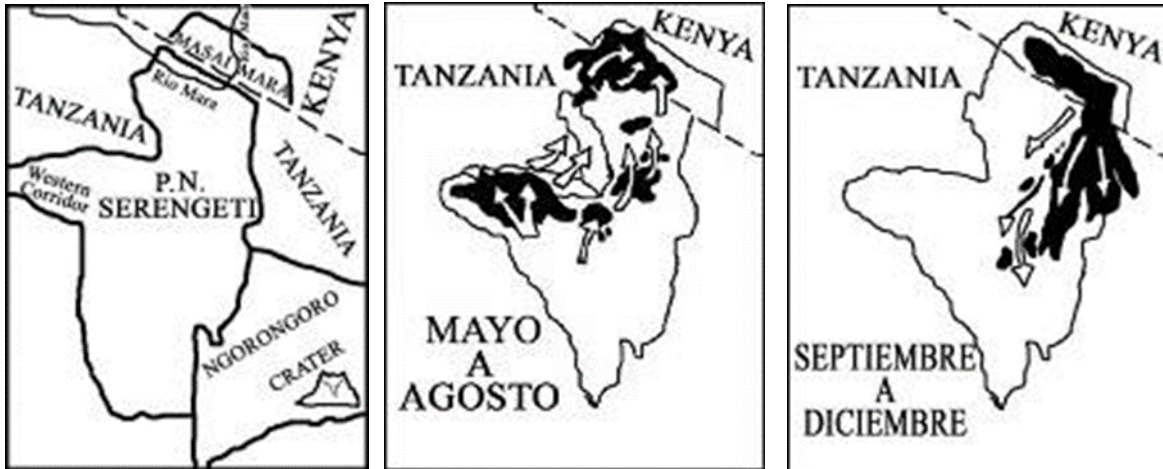 MASAI MARA
KENYA
Río Mara
TANZANIA
TANZANIA
Western
Corridor
P.N.
SERENGETI
NGORONGORO
CRATER
KENYA
TANZANIA
MAYO
A
AGOSTO
KENYA
TANZANIA
SEPTIEMBRE
A
DICIEMBRE